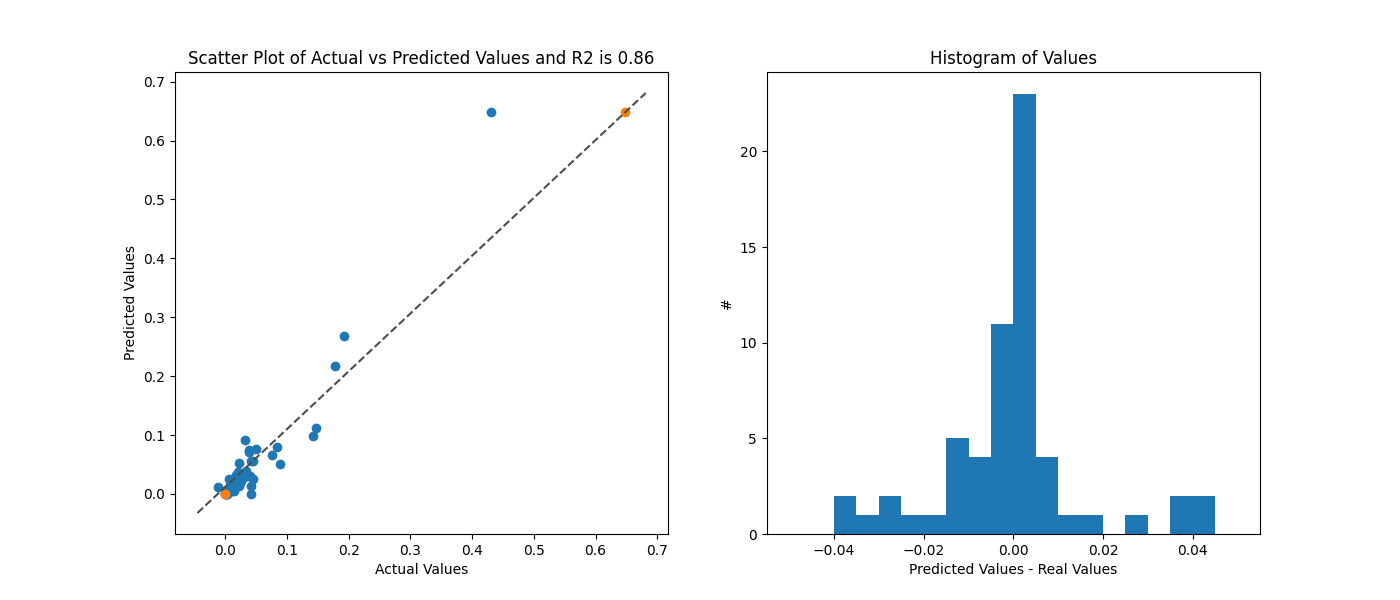 Scatter Plot of Actual vs Predicted Values and R2 is 0.86
0.7
0.6
0.5
0.4
0.3
0.2
0.1
0.0
Predicted Values
0.0 0.1 0.2 0.3 0.4 0.5 0.6 0.7
Actual Values
Histogram of Values
20
15
10
5
0
#
−0.04 −0.02 0.00 0.02 0.04
Predicted Values - Real Values